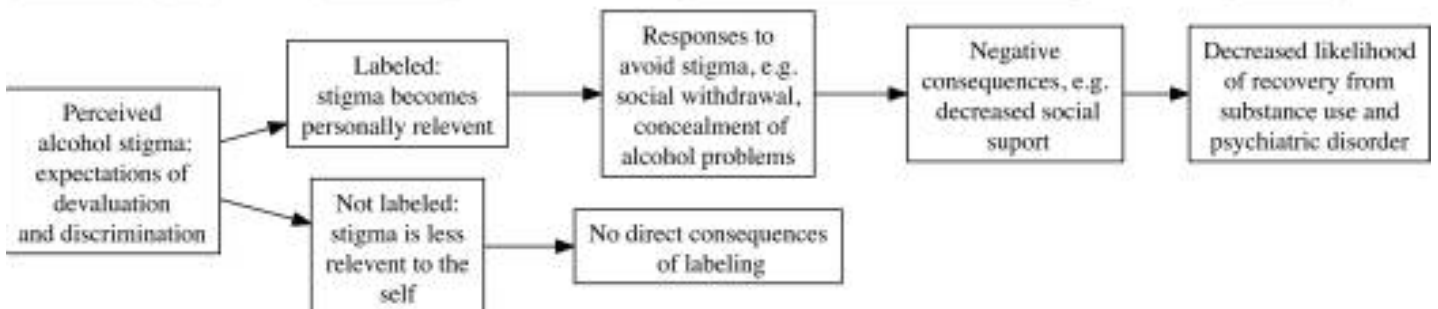 Perceived
alcohol stigma:
expectations of
devaluation
and discrimination
Labeled:
stigma becomes
personally relevent
Responses to
avoid stigma, e.g.
social withdrawal,
concealment of
alcohol problems
Negative
consequences, e.g.
decreased social
suport
Decreased likelihood
of recovery from
substance use and
psychiatric disorder
Not labeled:
stigma is less
relevent to the
self
No direct consequences
of labeling